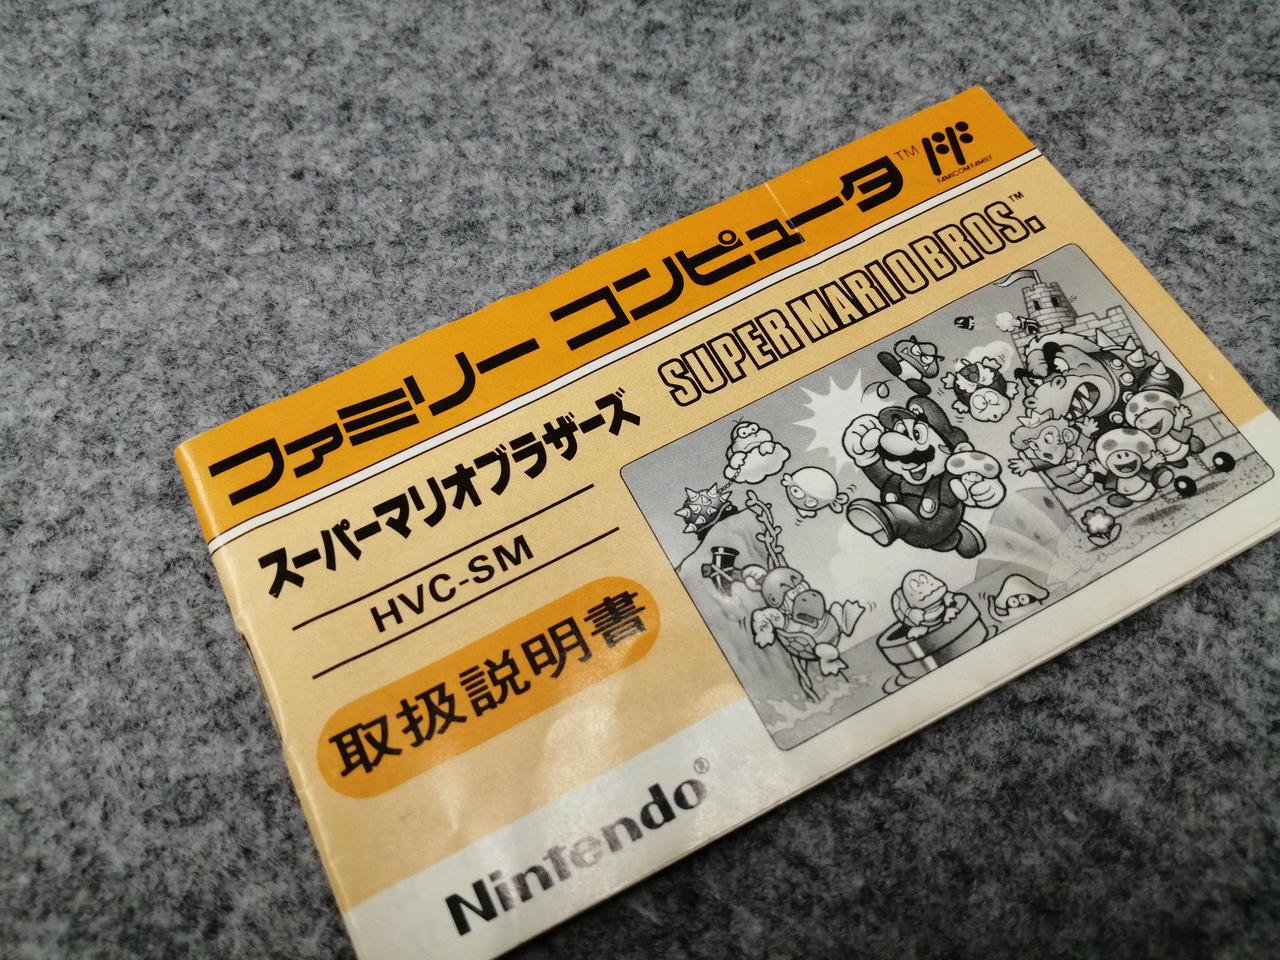 ファミリー コンピュータ™
FAMICOM FAMILY
スーパーマリオブラザーズ
SUPER MARIO BROS.™
HVC-SM
取扱説明書
Nintendo®